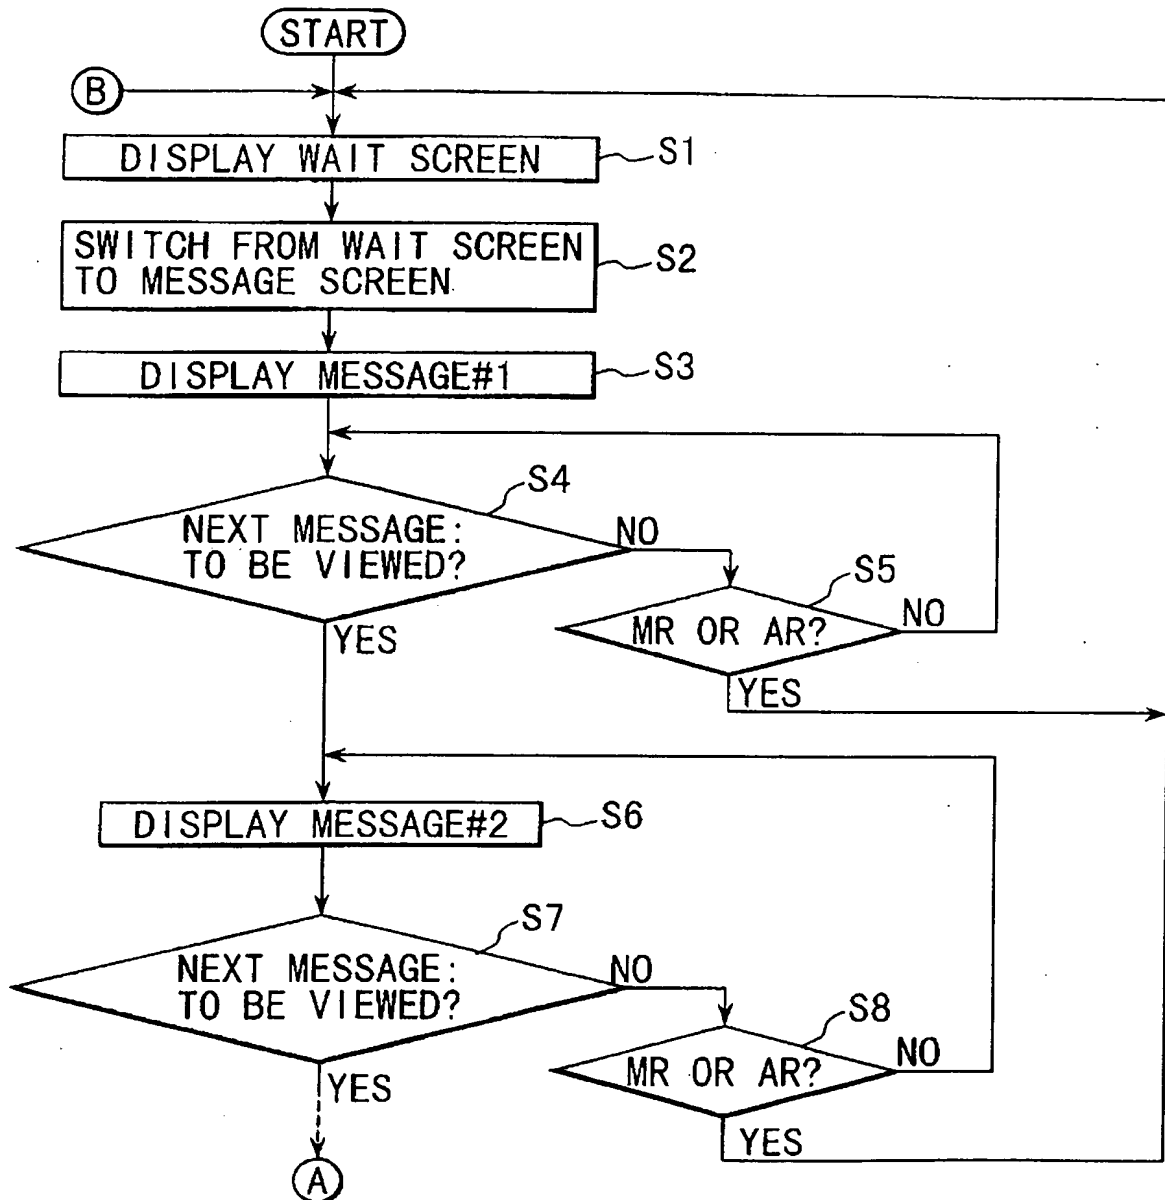 START
B
DISPLAY WAIT SCREEN
S1
SWITCH FROM WAIT SCREEN
TO MESSAGE SCREEN
S2
DISPLAY MESSAGE#1
S3
S4
NEXT MESSAGE:
TO BE VIEWED?
NO
YES
S5
MR OR AR?
NO
YES
DISPLAY MESSAGE#2
S6
S7
NEXT MESSAGE:
TO BE VIEWED?
NO
YES
S8
MR OR AR?
NO
YES
A